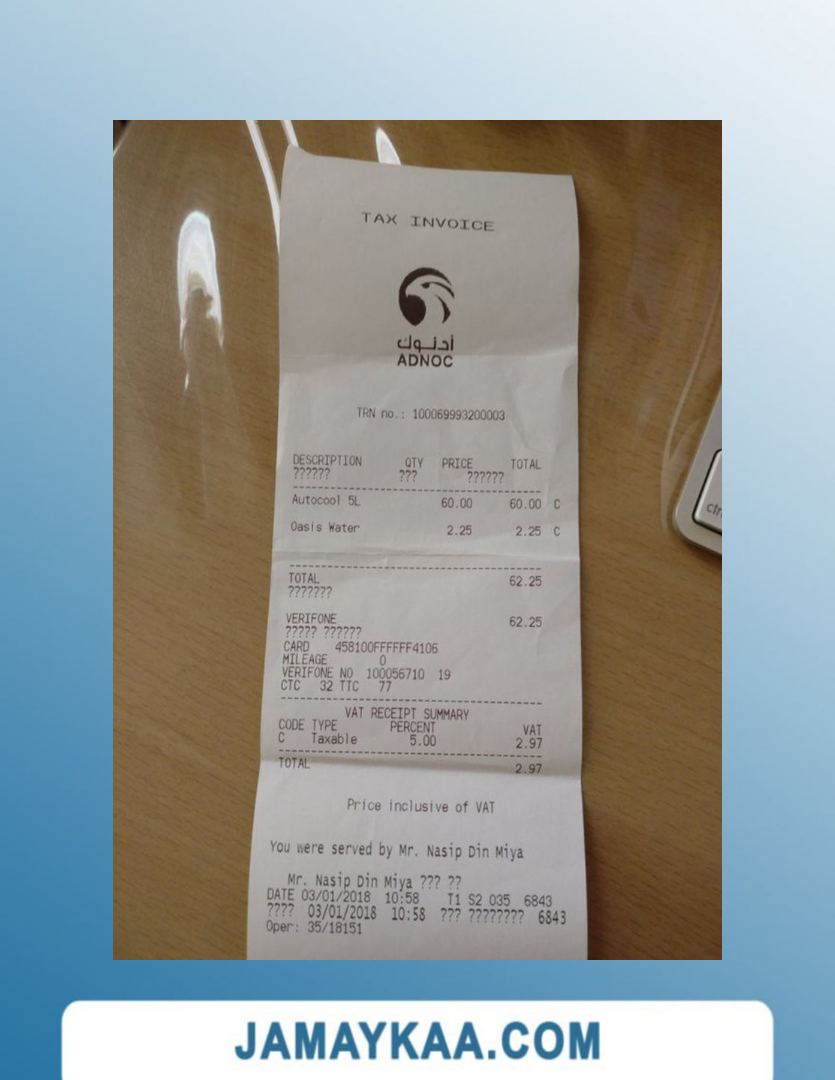 TAX INVOICE
أدنوك
ADNOC
TRN no.: 100069993200003
DESCRIPTION QTY PRICE TOTAL
?????? ??? ??????
Autocool 5L 60.00 60.00 C
Oasis Water 2.25 2.25 C
TOTAL 62.25
???????
VERIFONE 62.25
????? ??????
CARD 458100FFFFFF4106
MILEAGE 0
VERIFONE NO 100056710 19
CTC 32 TTC 77
VAT RECEIPT SUMMARY
CODE TYPE PERCENT VAT
C Taxable 5.00 2.97
TOTAL 2.97
Price inclusive of VAT
You were served by Mr. Nasip Din Miya
Mr. Nasip Din Miya ??? ??
DATE 03/01/2018 10:58 T1 S2 035 6843
???? 03/01/2018 10:58 ??? ???????? 6843
Oper: 35/18151
JAMAYKAA.COM